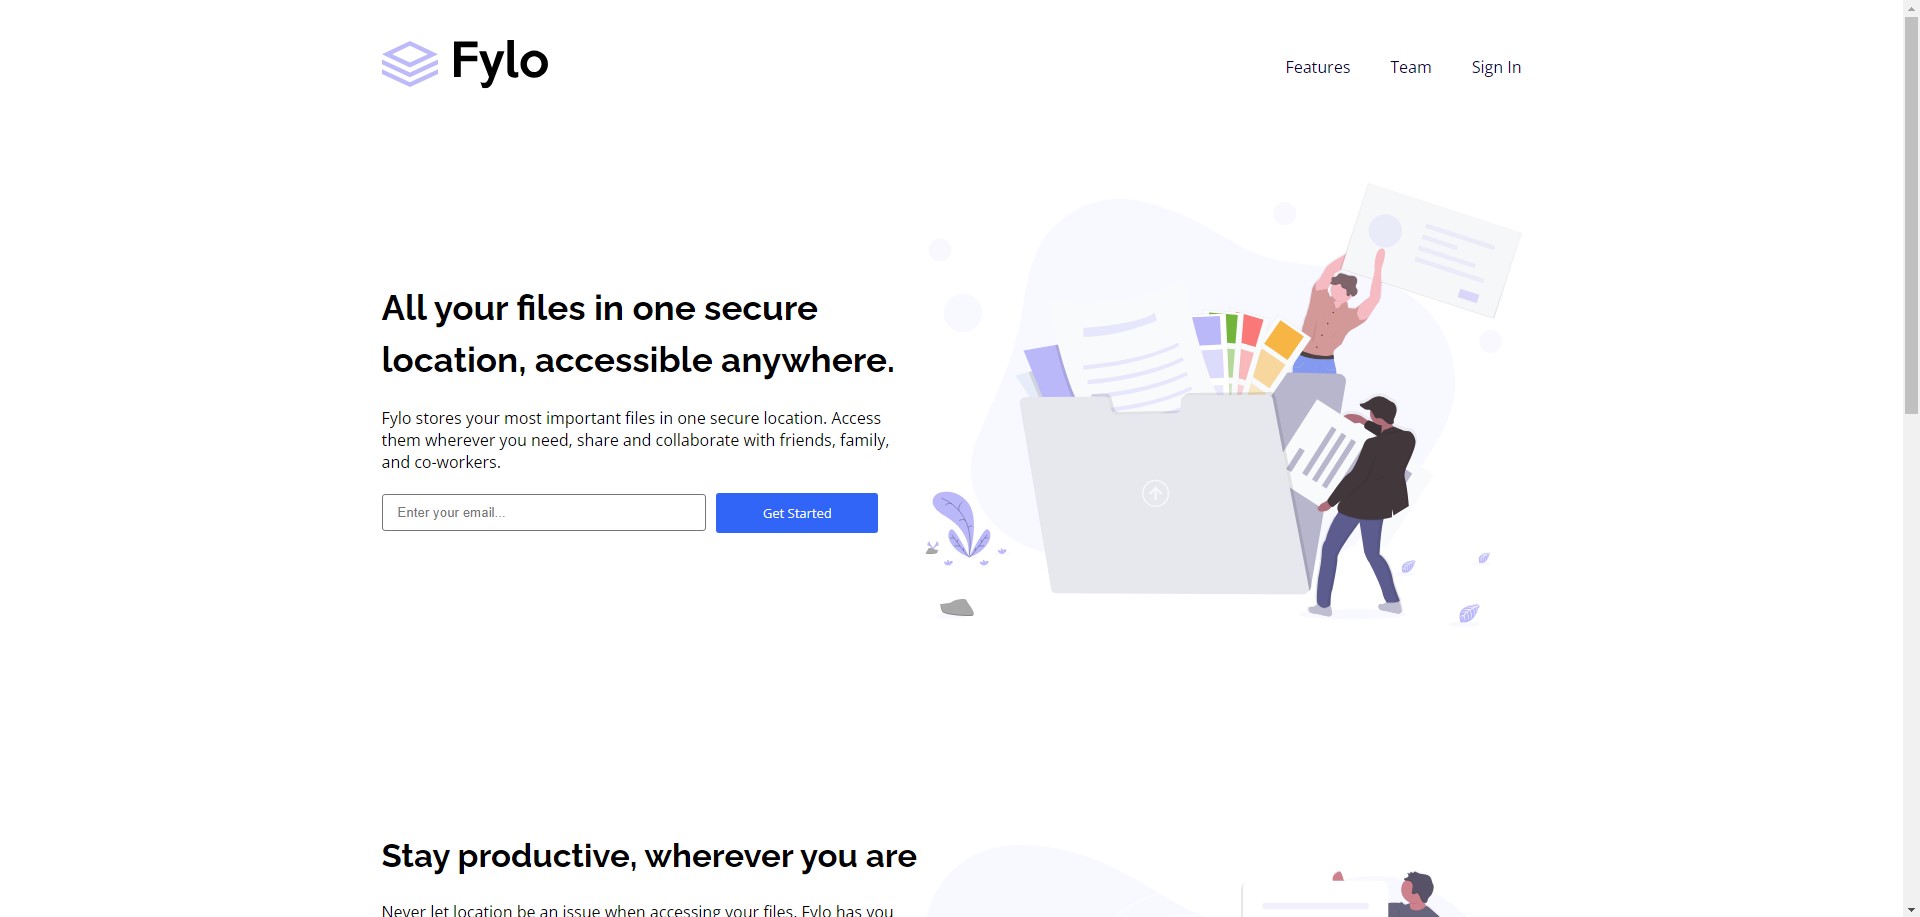 Fylo
Features
Team
Sign In
All your files in one secure
location, accessible anywhere.
Fylo stores your most important files in one secure location. Access
them wherever you need, share and collaborate with friends, family,
and co-workers.
Enter your email...
Get Started
Stay productive, wherever you are
Never let location be an issue when accessing your files. Fylo has you